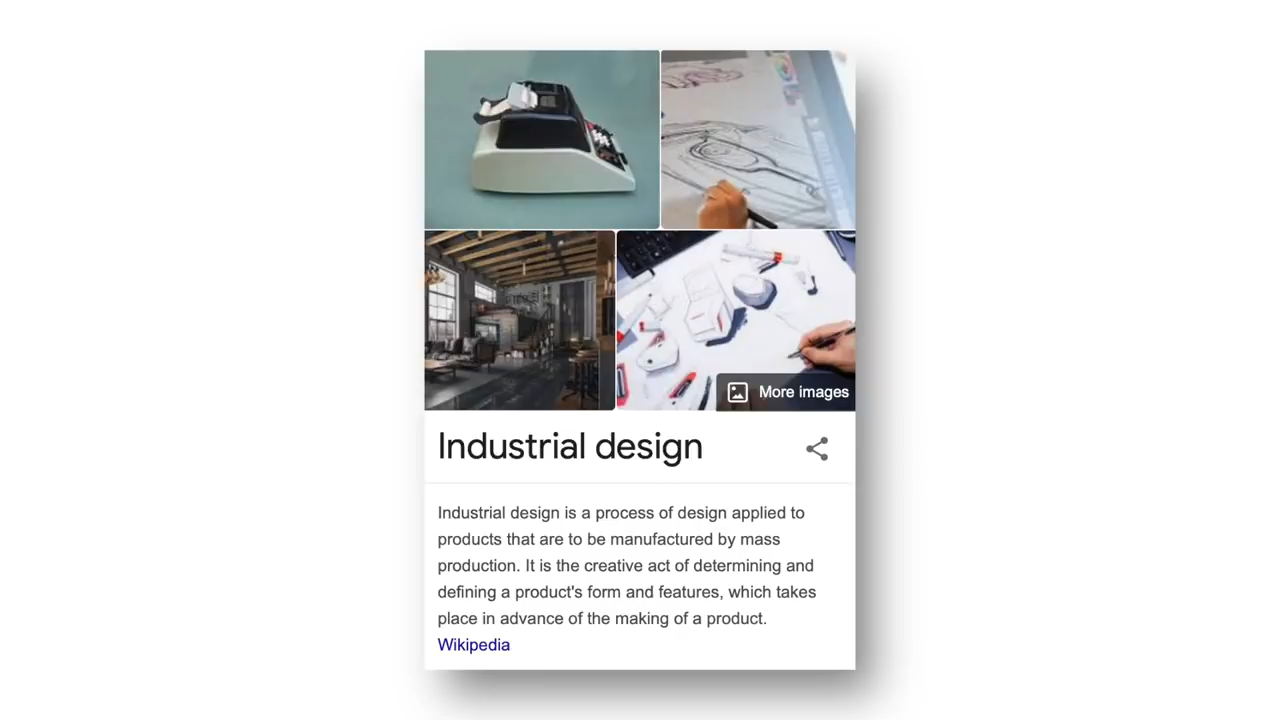 More images
Industrial design
Industrial design is a process of design applied to
products that are to be manufactured by mass
production. It is the creative act of determining and
defining a product's form and features, which takes
place in advance of the making of a product.
Wikipedia